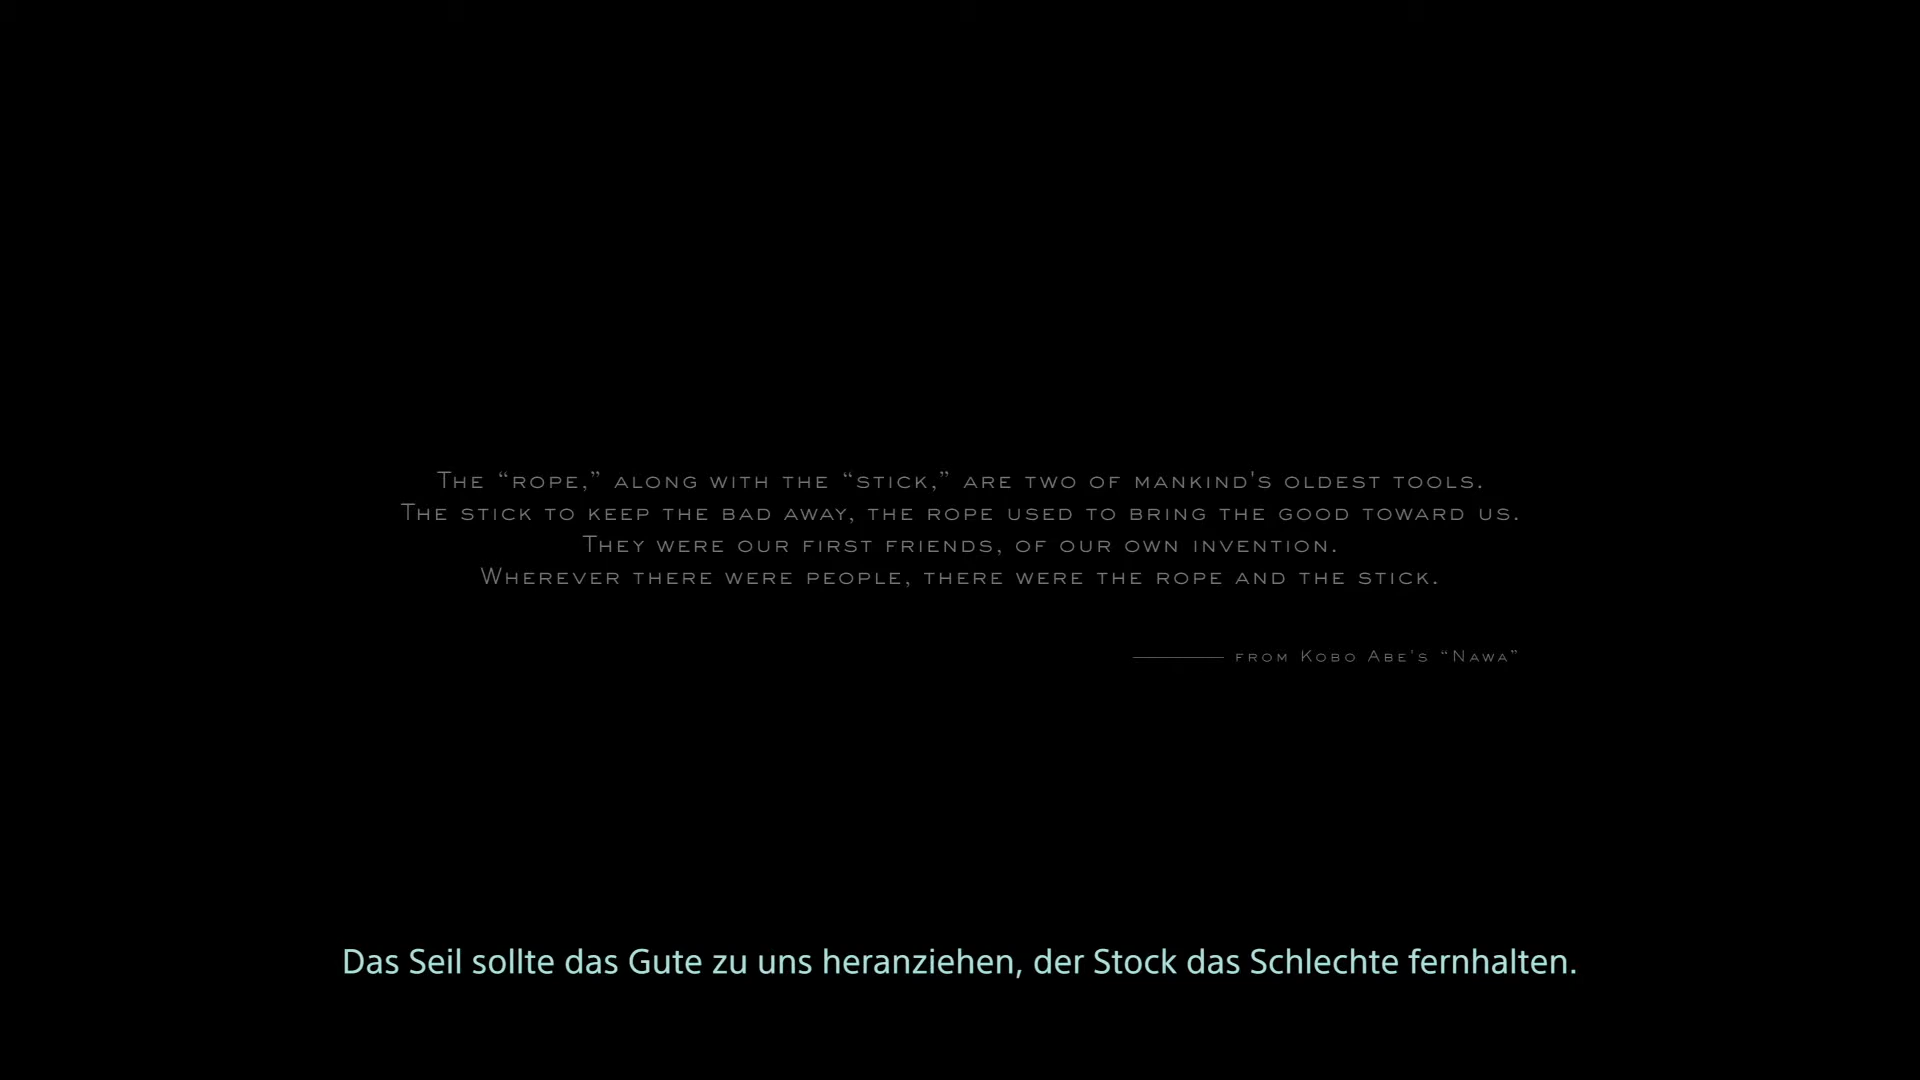 The “rope,” along with the “stick,” are two of mankind's oldest tools.
The stick to keep the bad away, the rope used to bring the good toward us.
They were our first friends, of our own invention.
Wherever there were people, there were the rope and the stick.
from Kobo Abe's “Nawa”
Das Seil sollte das Gute zu uns heranziehen, der Stock das Schlechte fernhalten.